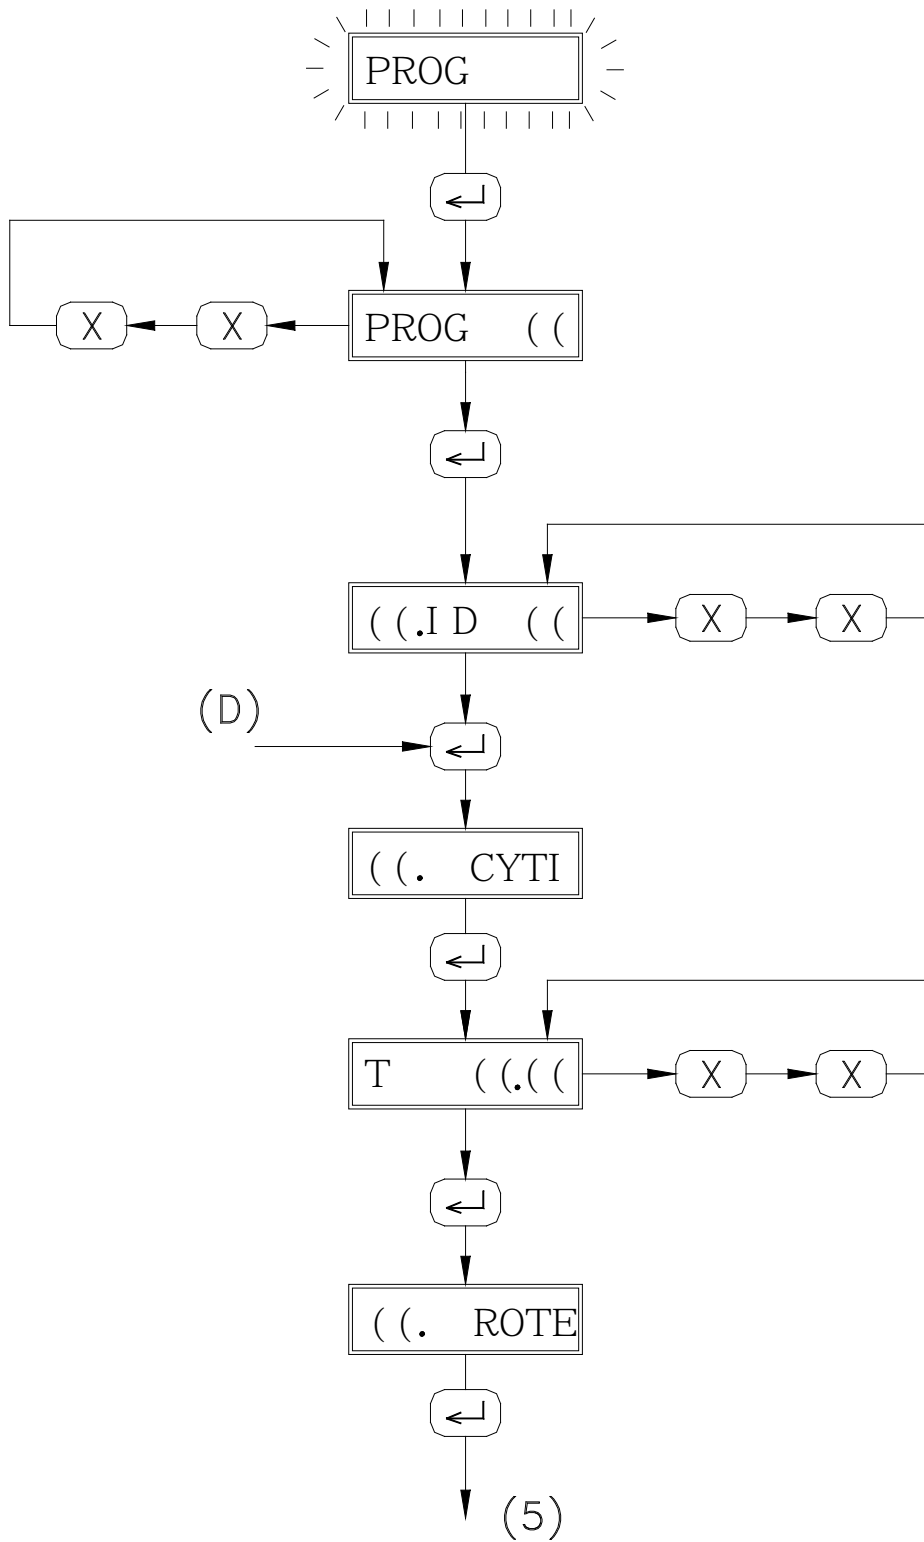 PROG
X X PROG ((
((.ID (( X X
(D)
((. CYTI
T ((.(( X X
((. ROTE
(5)